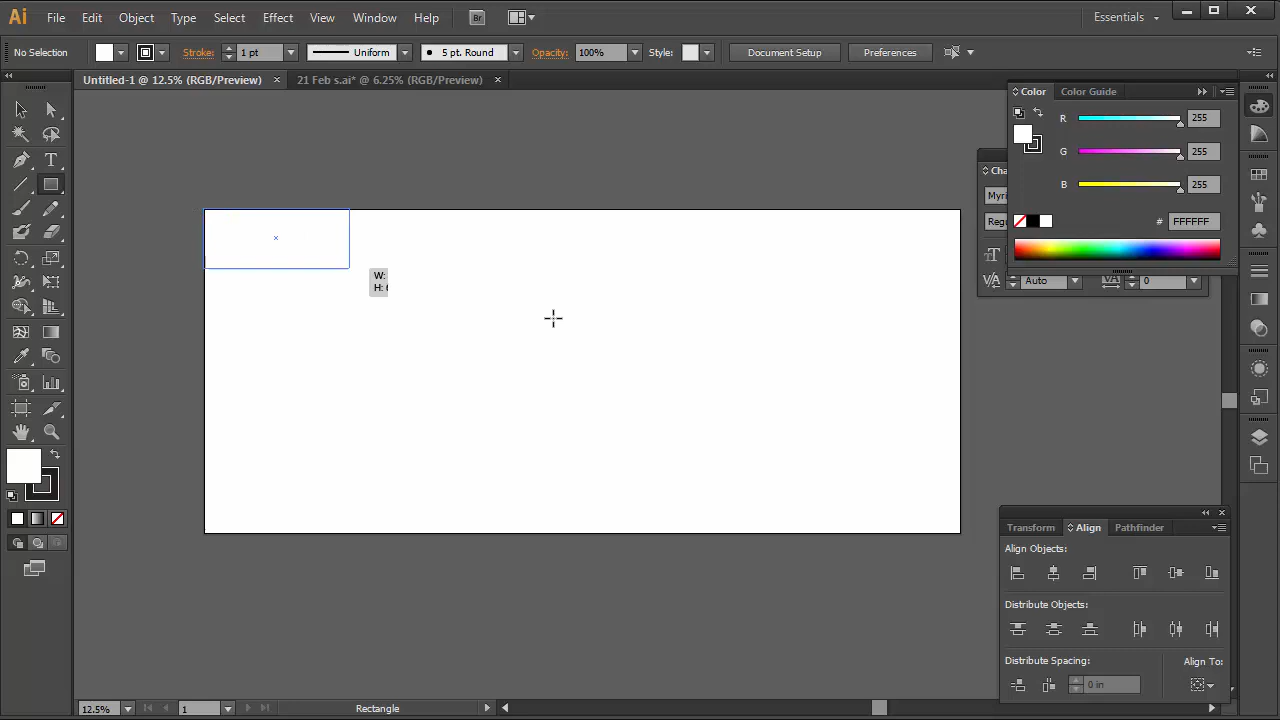 Ai File Edit Object Type Select Effect View Window Help Br Essentials
No Selection Stroke: 1 pt Uniform 5 pt. Round Opacity: 100% Style: Document Setup Preferences
Untitled-1 @ 12.5% (RGB/Preview) × 21 Feb s.ai* @ 6.25% (RGB/Preview) ×
Color Color Guide
R 255
G 255
B 255
# FFFFFF
Auto 0
W:
H:
Transform Align Pathfinder
Align Objects:
Distribute Objects:
Distribute Spacing: Align To:
0 in
12.5% 1 Rectangle